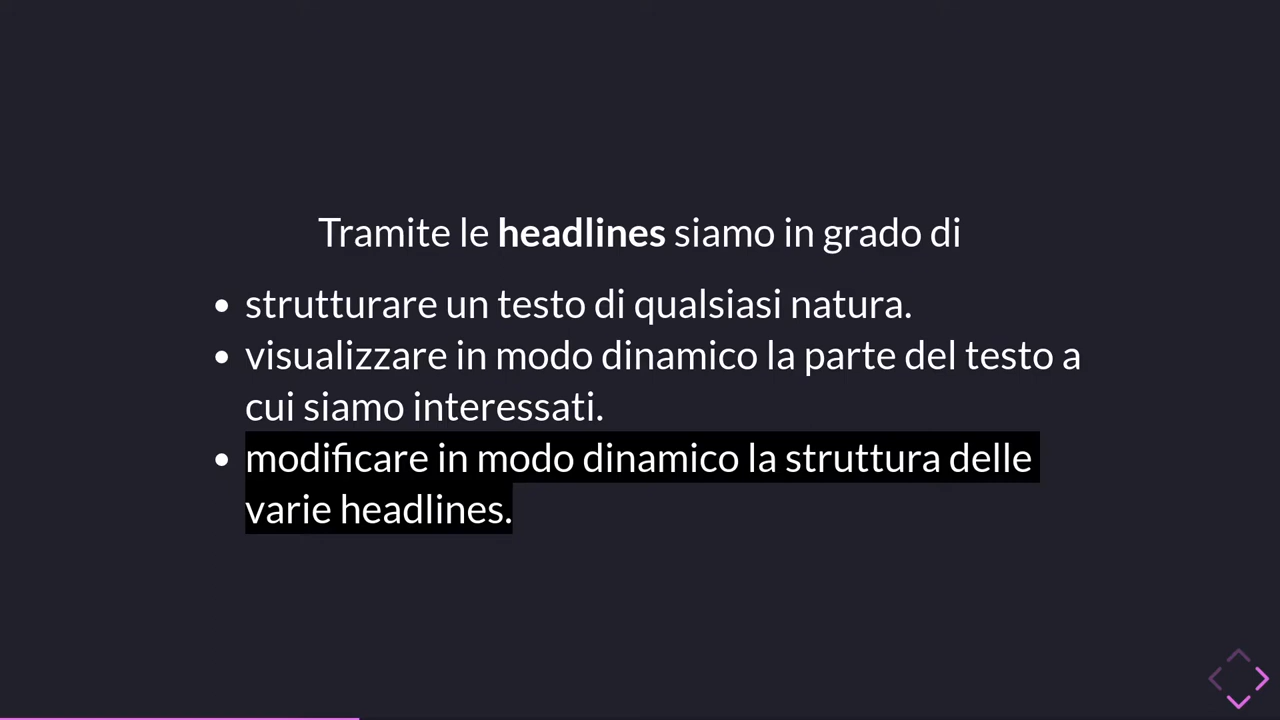 Tramite le headlines siamo in grado di
• strutturare un testo di qualsiasi natura.
• visualizzare in modo dinamico la parte del testo a
cui siamo interessati.
• modificare in modo dinamico la struttura delle
varie headlines.